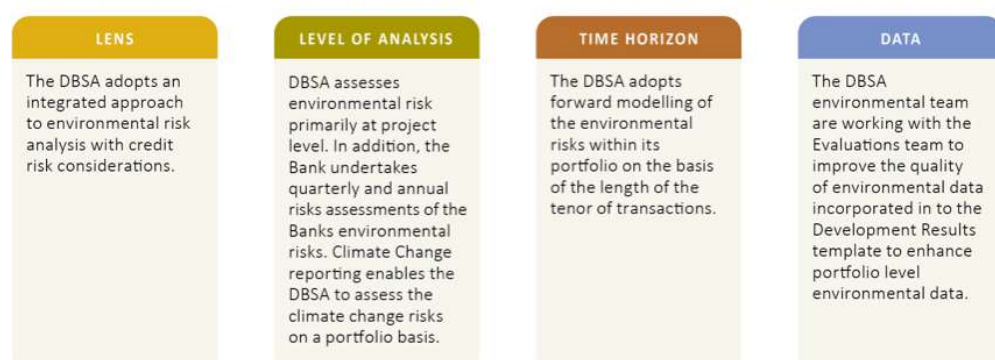 LENS
The DBSA adopts an
integrated approach
to environmental risk
analysis with credit
risk considerations.
LEVEL OF ANALYSIS
DBSA assesses
environmental risk
primarily at project
level. In addition, the
Bank undertakes
quarterly and annual
risks assessments of the
Banks environmental
risks. Climate Change
reporting enables the
DBSA to assess the
climate change risks
on a portfolio basis.
TIME HORIZON
The DBSA adopts
forward modelling of
the environmental
risks within its
portfolio on the basis
of the length of the
tenor of transactions.
DATA
The DBSA
environmental team
are working with the
Evaluations team to
improve the quality
of environmental data
incorporated in to the
Development Results
template to enhance
portfolio level
environmental data.